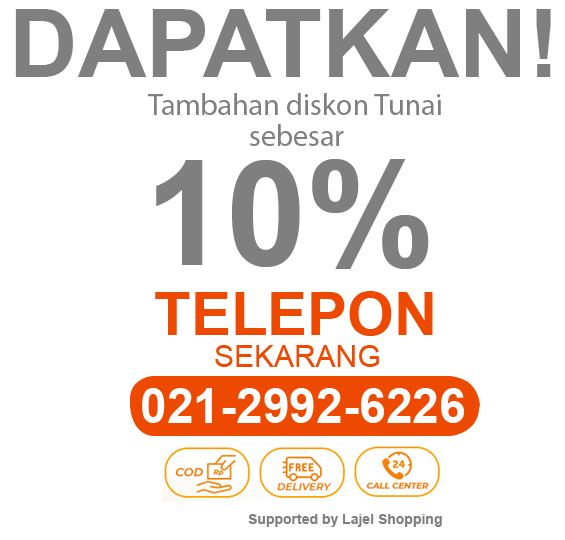 DAPATKAN!
Tambahan diskon Tunai
sebesar
10%
TELEPON
SEKARANG
021-2992-6226
COD Rp
FREE
DELIVERY
24
CALL CENTER
Supported by Lajel Shopping